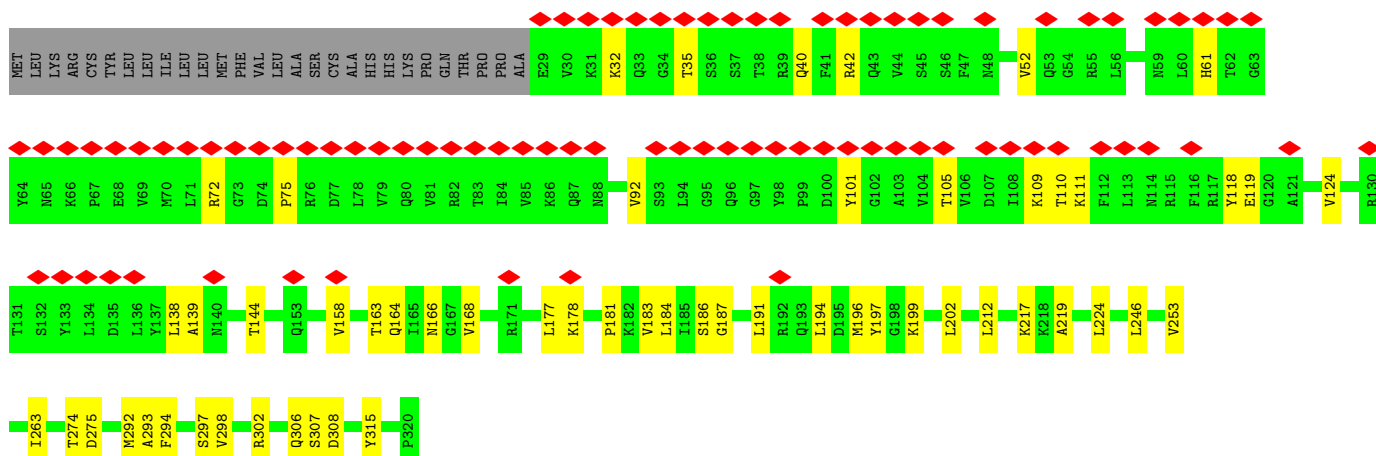 MET LEU LYS ARG CYS TYR LEU LEU ILE LEU LEU MET PHE VAL LEU ALA SER CYS ALA HIS HIS LYS PRO GLN THR PRO PRO ALA E29 V30 K31 K32 Q33 G34 T35 S36 S37 T38 R39 Q40 F41 R42 Q43 V44 S45 S46 F47 N48 V52 Q53 G54 R55 L56 N59 L60 H61 T62 G63
Y64 N65 K66 P67 E68 V69 M70 L71 R72 G73 D74 P75 R76 D77 L78 V79 Q80 V81 R82 T83 I84 V85 K86 Q87 N88 V92 S93 L94 G95 Q96 G97 Y98 P99 D100 Y101 G102 A103 V104 T105 V106 D107 I108 K109 T110 K111 F112 L113 N114 R115 F116 R117 Y118 E119 G120 A121 V124 R130
T131 S132 Y133 L134 D135 L136 Y137 L138 A139 N140 T144 Q153 V158 T163 Q164 I165 N166 G167 V168 R171 L177 K178 P181 K182 V183 L184 I185 S186 G187 L191 R192 Q193 L194 D195 M196 Y197 G198 K199 L202 L212 K217 K218 A219 L224 L246 V253
I263 T274 D275 M292 A293 F294 S297 V298 R302 Q306 S307 D308 Y315 P320